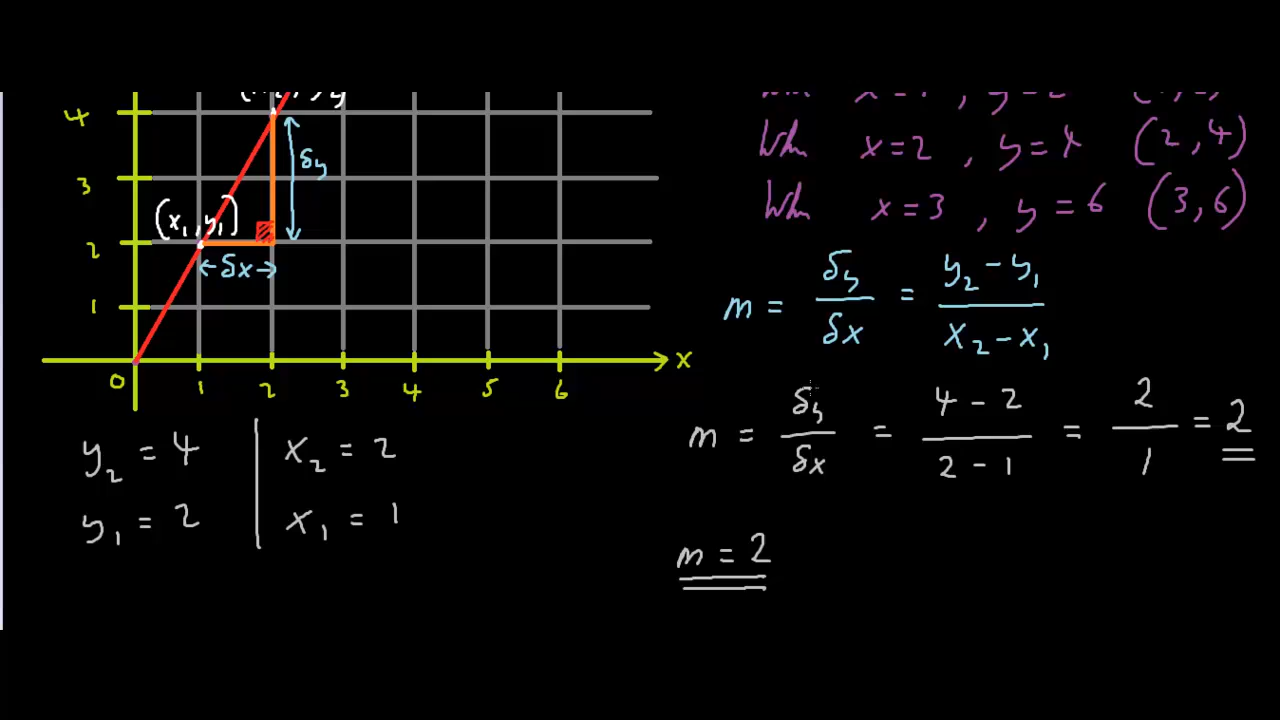 4
3
2
1
0 1 2 3 4 5 6 x
(x₁, y₁)
δy
δx
y₂ = 4
y₁ = 2
x₂ = 2
x₁ = 1
When x = 2, y = 4 (2, 4)
When x = 3, y = 6 (3, 6)
m = δy/δx = (y₂ − y₁)/(x₂ − x₁)
m = δy/δx = (4 − 2)/(2 − 1) = 2/1 = 2
m = 2